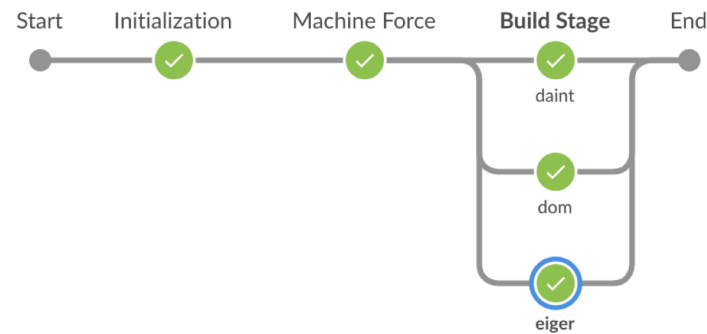 Start Initialization Machine Force Build Stage End
daint
dom
eiger